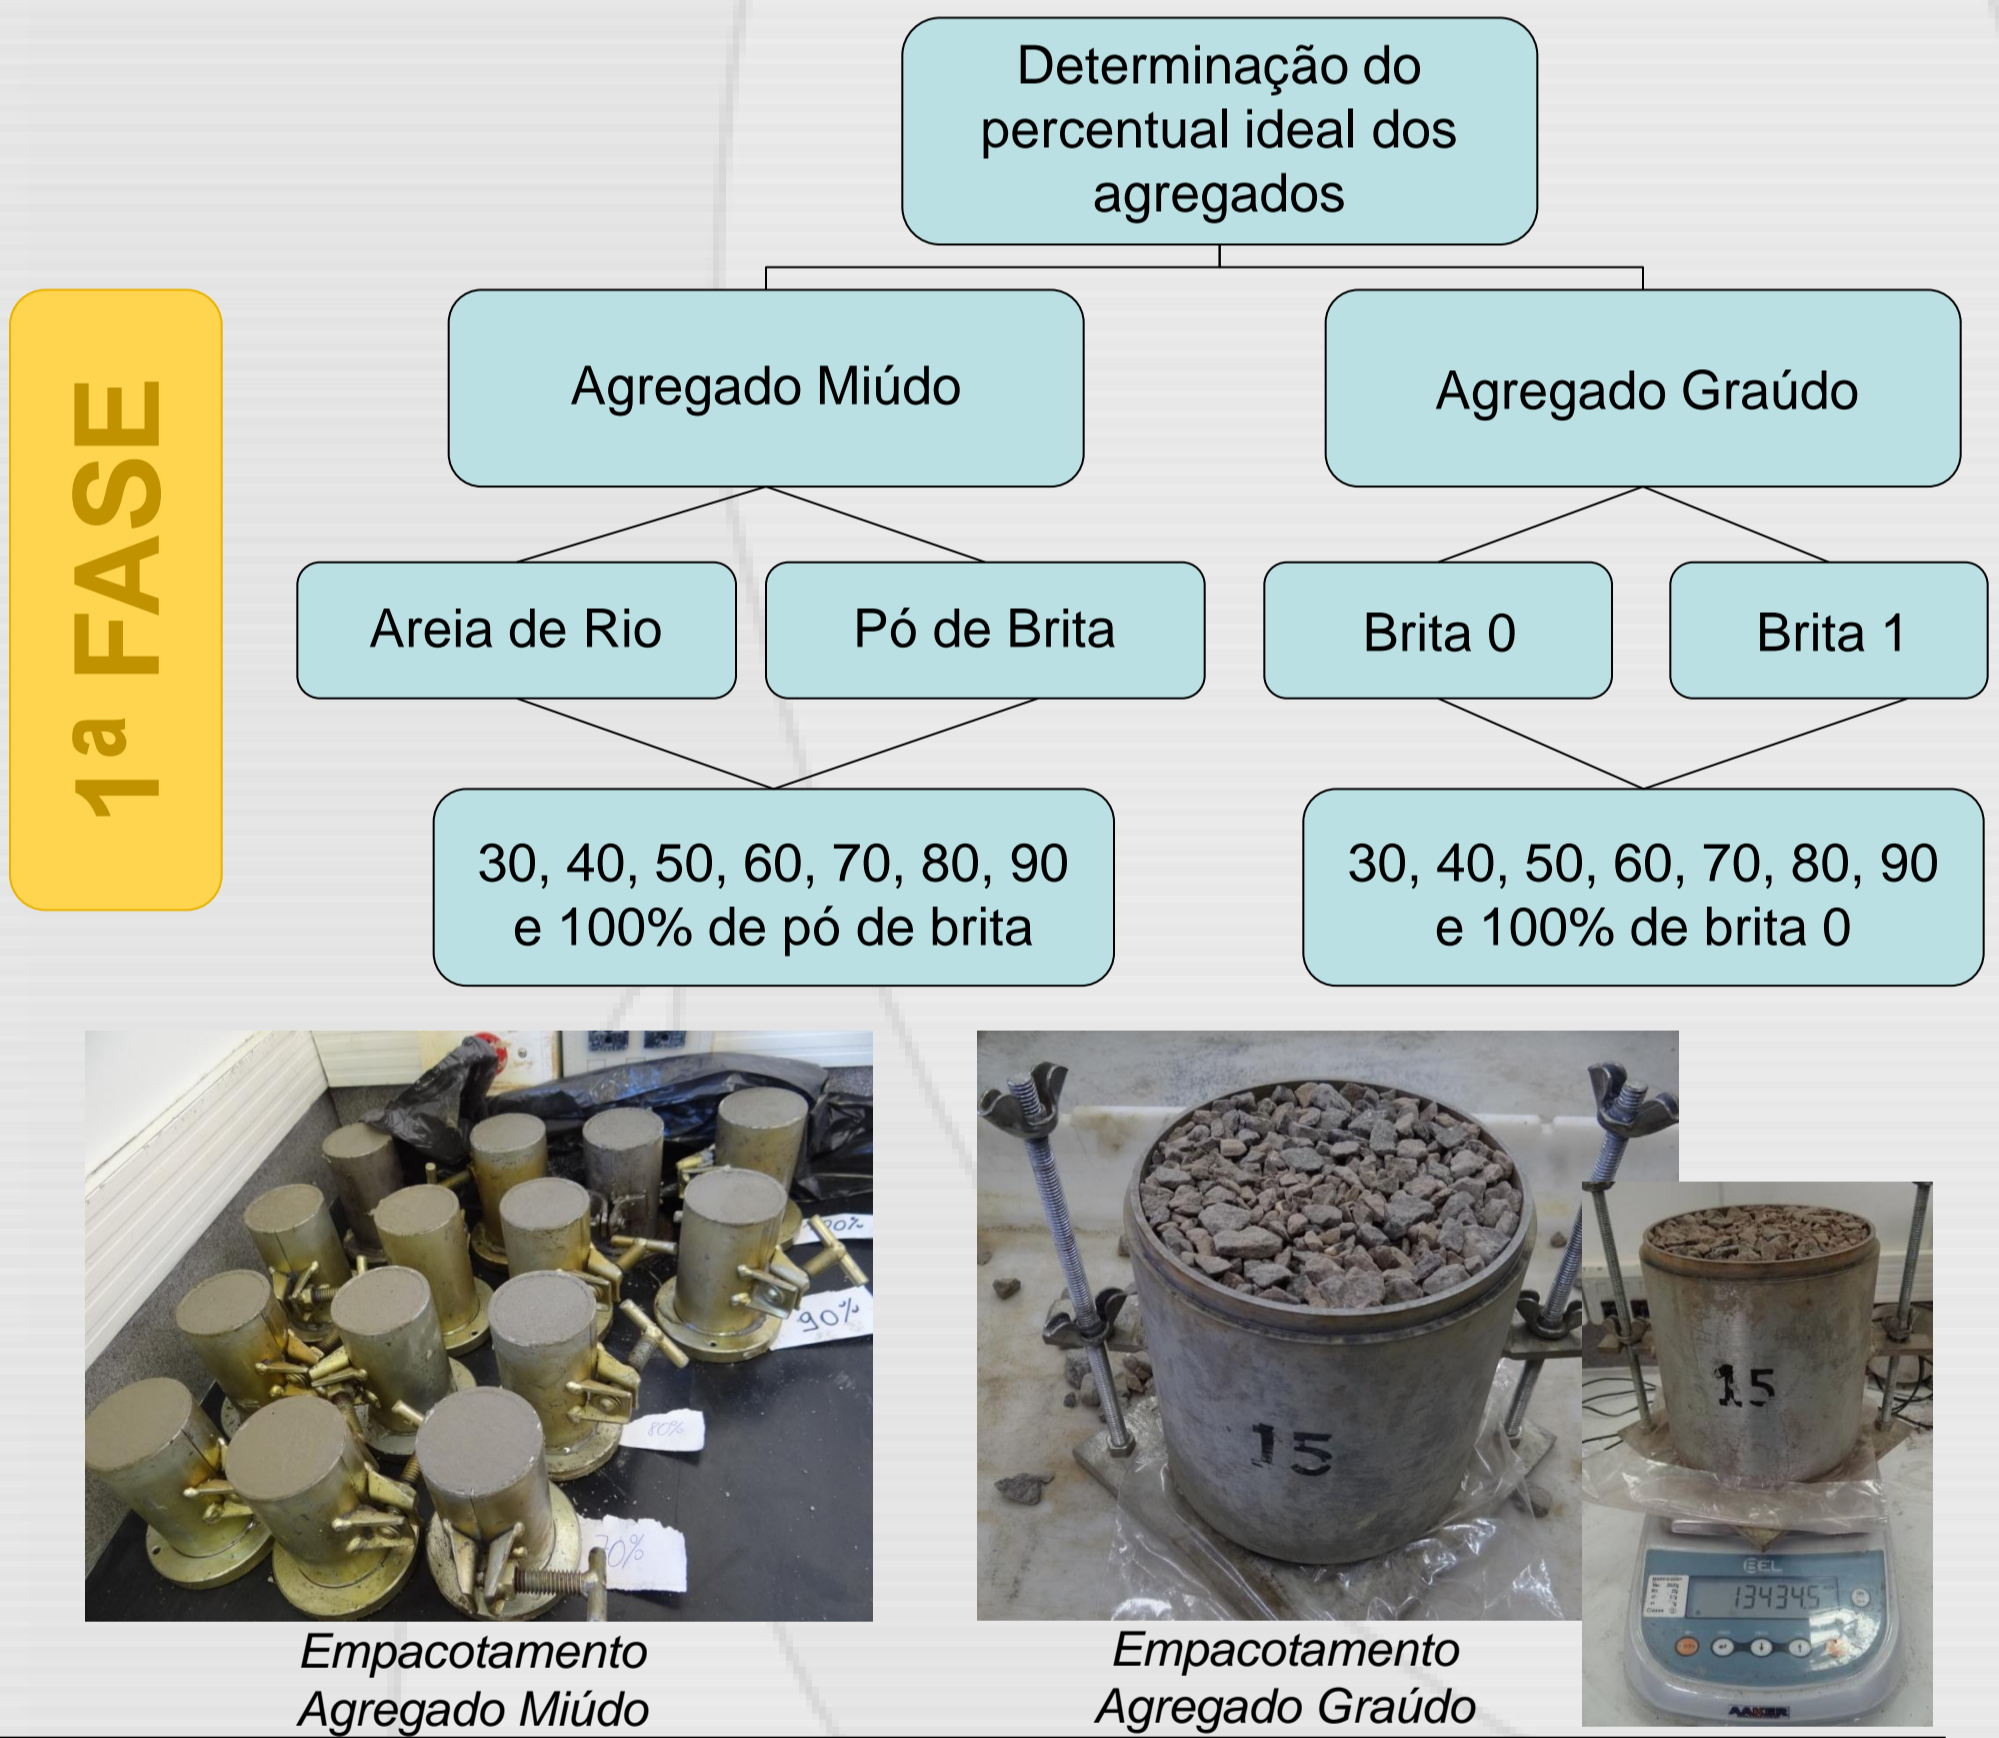 Determinação do
percentual ideal dos
agregados
1ª FASE
Agregado Miúdo
Agregado Graúdo
Areia de Rio
Pó de Brita
Brita 0
Brita 1
30, 40, 50, 60, 70, 80, 90
e 100% de pó de brita
30, 40, 50, 60, 70, 80, 90
e 100% de brita 0
90%
80%
15
15
EEL
13434.5
AAKER
Empacotamento
Agregado Miúdo
Empacotamento
Agregado Graúdo